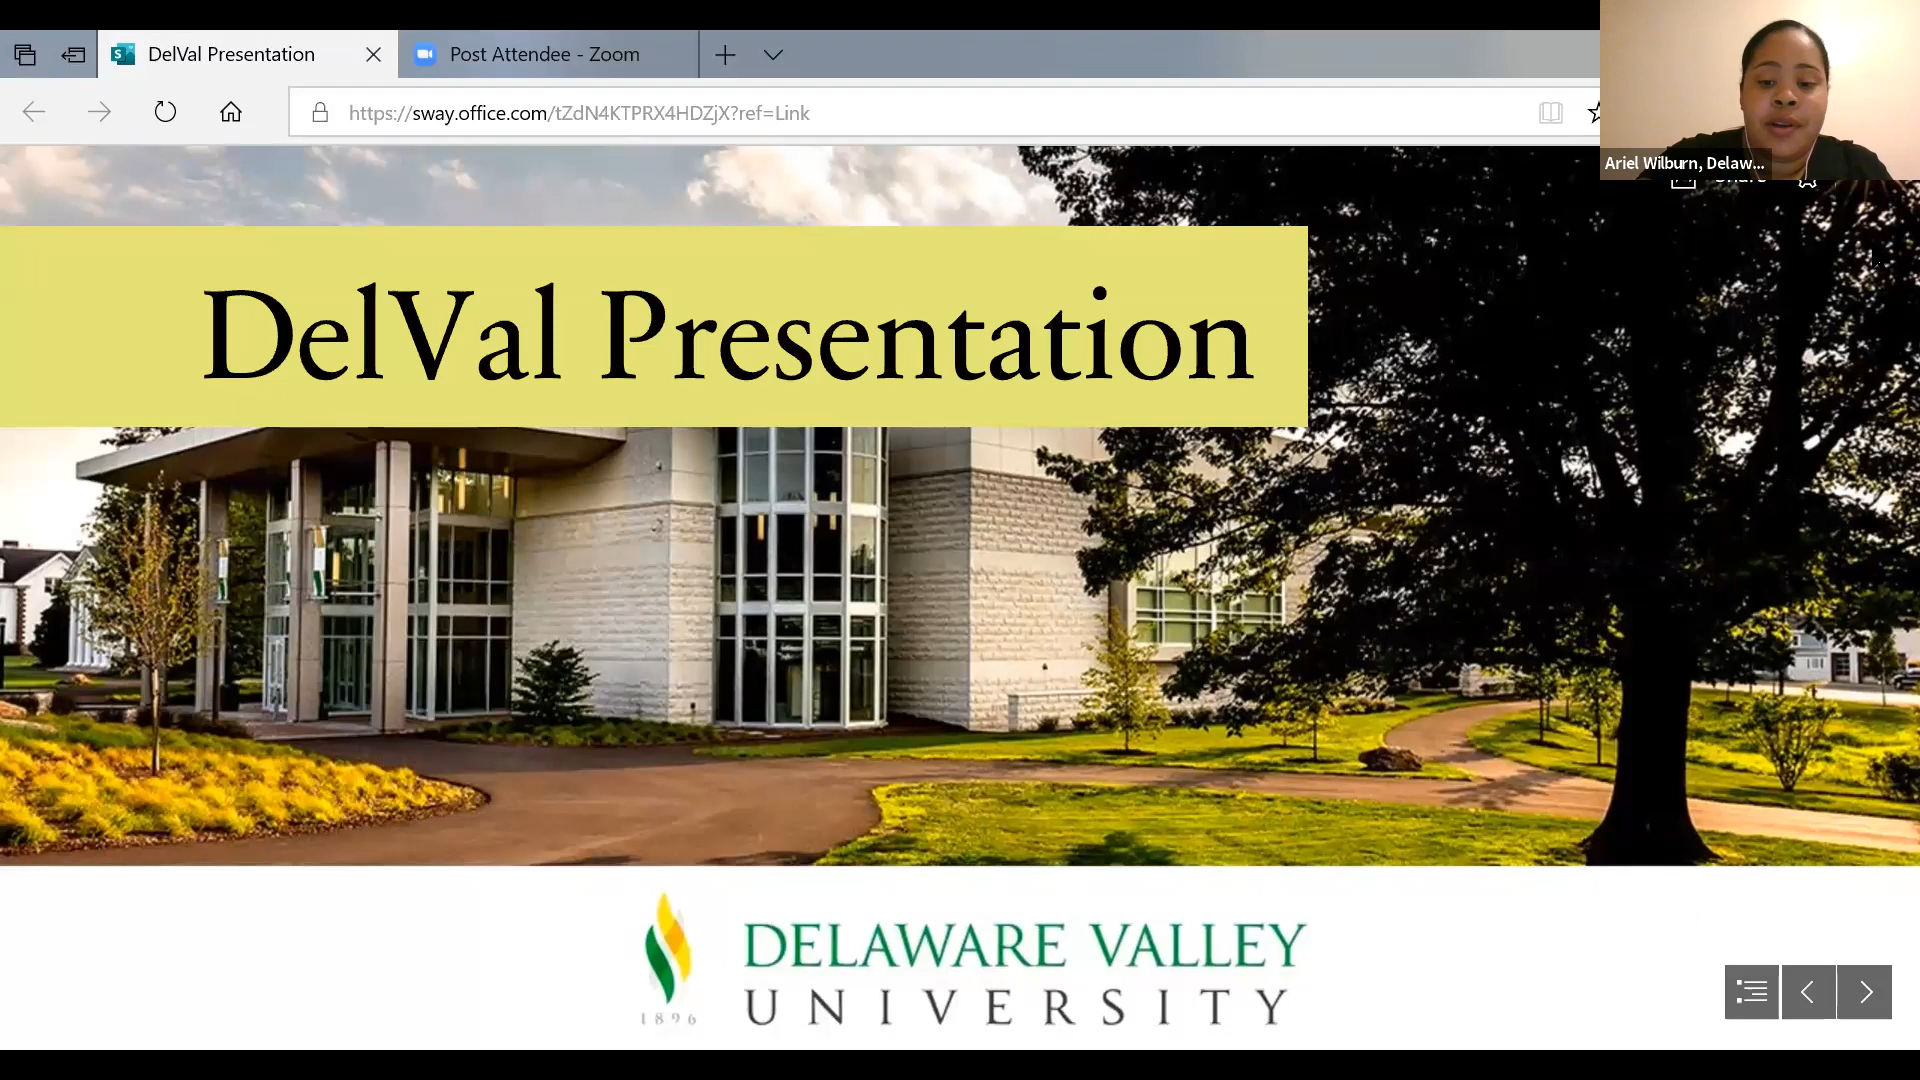 DelVal Presentation
Post Attendee - Zoom
https://sway.office.com/tZdN4KTPRX4HDZjX?ref=Link
Ariel Wilburn, Delaw...
Share
DelVal Presentation
1896
DELAWARE VALLEY
UNIVERSITY